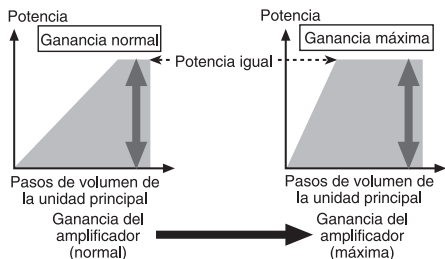 Potencia
Ganancia normal
Potencia igual
Pasos de volumen de
la unidad principal
Ganancia del
amplificador
(normal)
Potencia
Ganancia máxima
Pasos de volumen de
la unidad principal
Ganancia del
amplificador
(máxima)